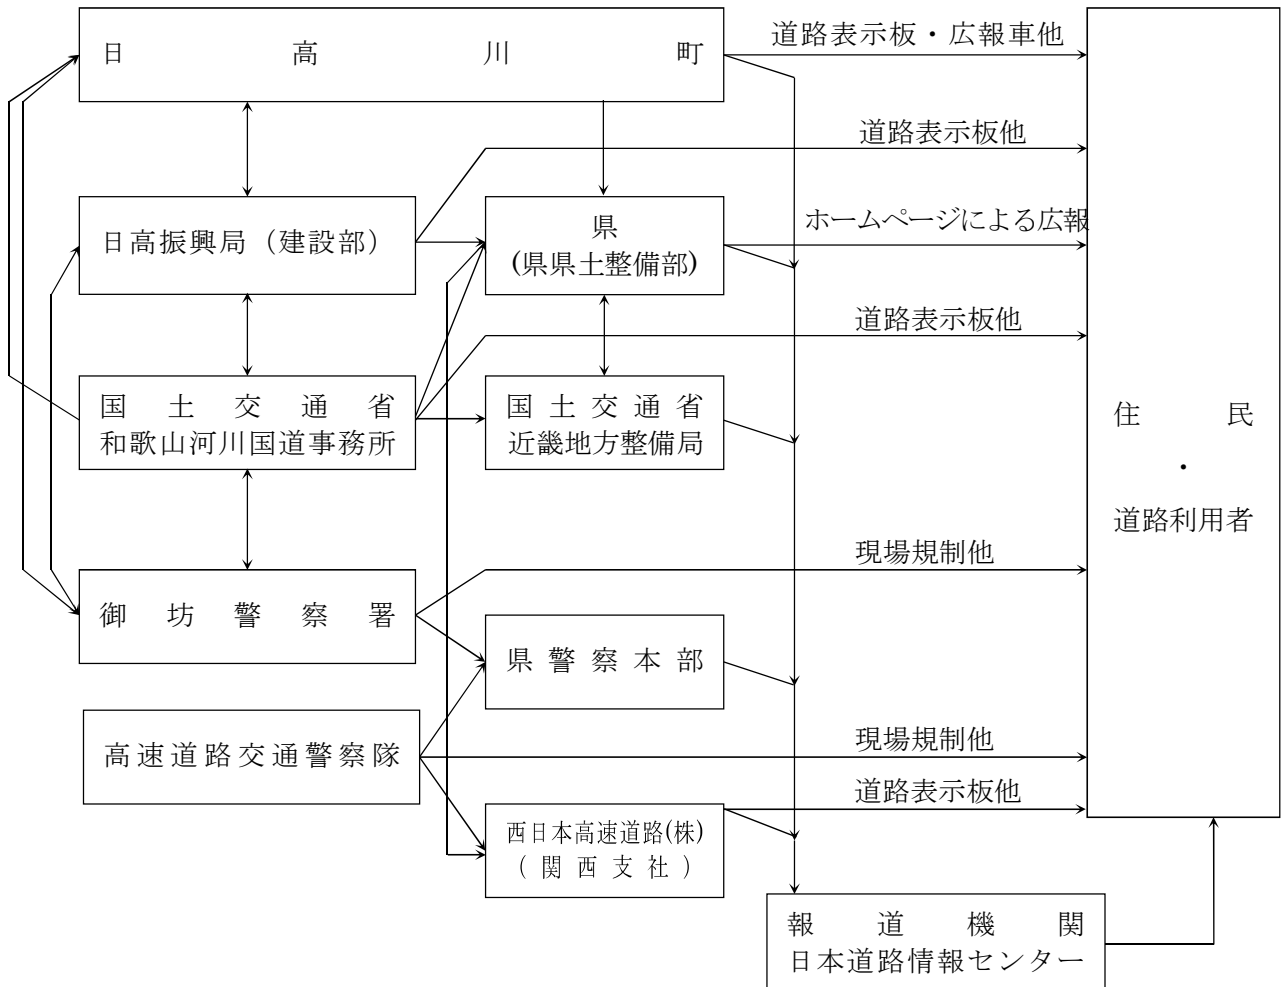 日高川町
道路表示板・広報車他
道路表示板他
日高振興局（建設部）
県
(県県土整備部)
ホームページによる広報
道路表示板他
国土交通省
和歌山河川国道事務所
国土交通省
近畿地方整備局
住民
・
道路利用者
現場規制他
御坊警察署
県警察本部
高速道路交通警察隊
現場規制他
道路表示板他
西日本高速道路(株)
(関西支社)
報道機関
日本道路情報センター